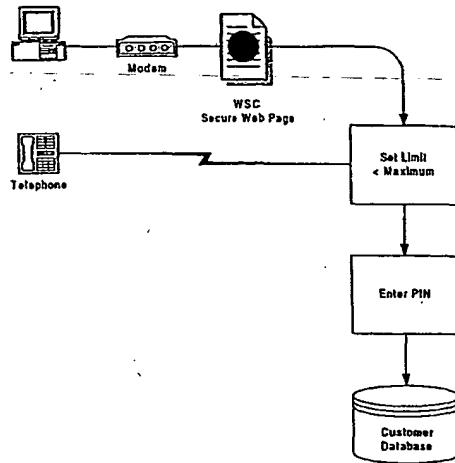 Modem
WSC
Secure Web Page
Telephone
Set Limit
< Maximum
Enter PIN
Customer
Database